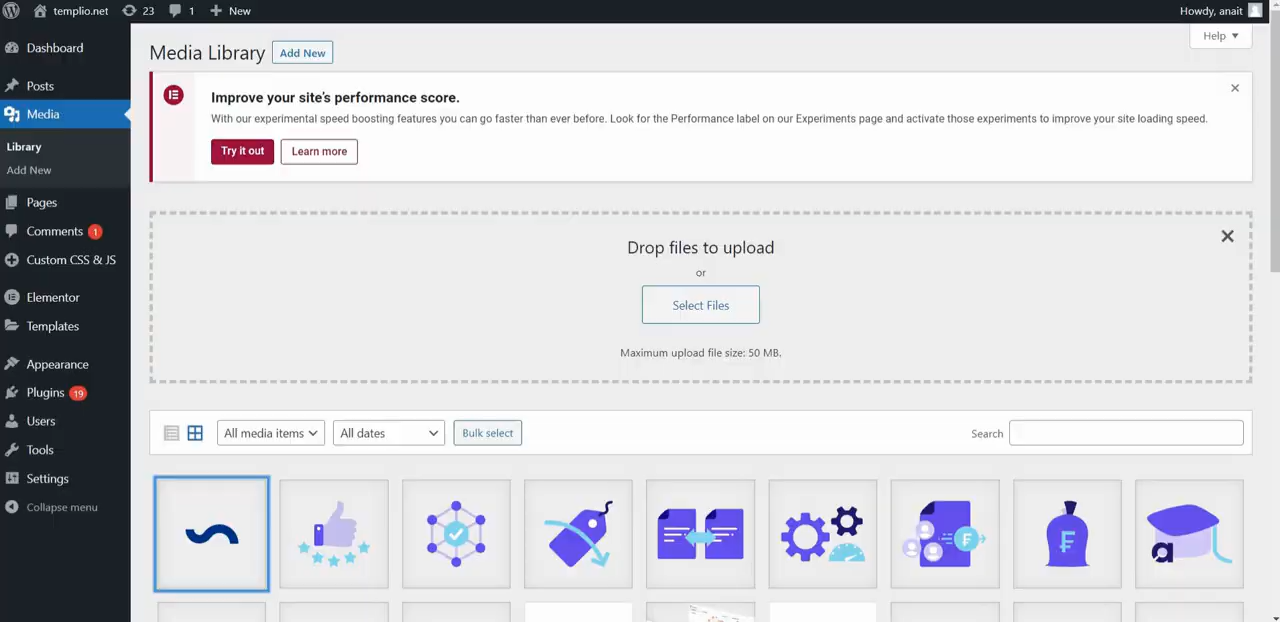 templio.net 23 1 New Howdy, anait
Help
Dashboard
Posts
Media
Library
Add New
Pages
Comments 1
Custom CSS & JS
Elementor
Templates
Appearance
Plugins 19
Users
Tools
Settings
Collapse menu
Media Library Add New
Improve your site's performance score.
With our experimental speed boosting features you can go faster than ever before. Look for the Performance label on our Experiments page and activate those experiments to improve your site loading speed.
Try it out Learn more
Drop files to upload
or
Select Files
Maximum upload file size: 50 MB.
All media items All dates Bulk select Search